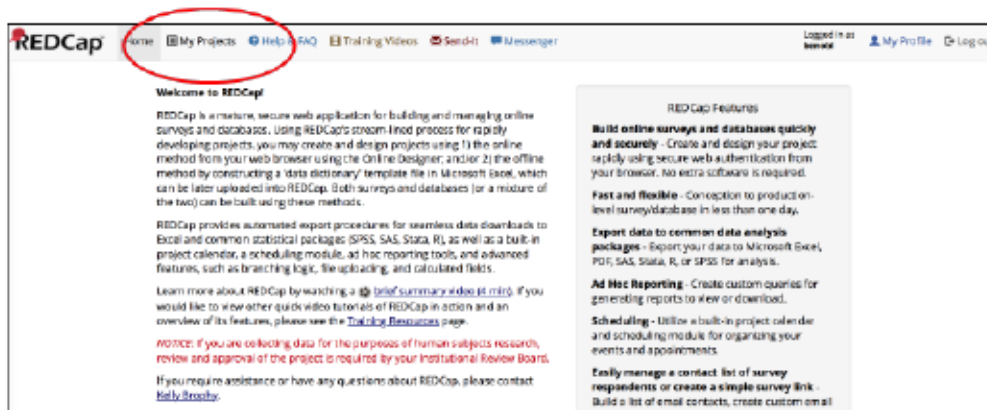 REDCap Home My Projects Help & FAQ Training Videos Send-It Messenger Logged in as My Profile Log ou
Welcome to REDCap!
REDCap is a mature, secure web application for building and managing online
surveys and databases. Using REDCap's stream-lined process for rapidly
developing projects, you may create and design projects using 1) the online
method from your web browser using the Online Designer; and/or 2) the offline
method by constructing a 'data dictionary' template file in Microsoft Excel, which
can be later uploaded into REDCap. Both surveys and databases (or a mixture of
the two) can be built using these methods.
REDCap provides automated export procedures for seamless data downloads to
Excel and common statistical packages (SPSS, SAS, Stata, R), as well as a built-in
project calendar, a scheduling module, ad hoc reporting tools, and advanced
features, such as branching logic, file uploading, and calculated fields.
Learn more about REDCap by watching a brief summary video (4 min). If you
would like to view other quick video tutorials of REDCap in action and an
overview of its features, please see the Training Resources page.
NOTICE: If you are collecting data for the purposes of human subjects research,
review and approval of the project is required by your Institutional Review Board.
If you require assistance or have any questions about REDCap, please contact
Kelly Brophy.
REDCap Features
Build online surveys and databases quickly
and securely - Create and design your project
rapidly using secure web authentication from
your browser. No extra software is required.
Fast and flexible - Conception to production-
level survey/database in less than one day.
Export data to common data analysis
packages - Export your data to Microsoft Excel,
PDF, SAS, Stata, R, or SPSS for analysis.
Ad Hoc Reporting - Create custom queries for
generating reports to view or download.
Scheduling - Utilize a built-in project calendar
and scheduling module for organizing your
events and appointments.
Easily manage a contact list of survey
respondents or create a simple survey link -
Build a list of email contacts, create custom email